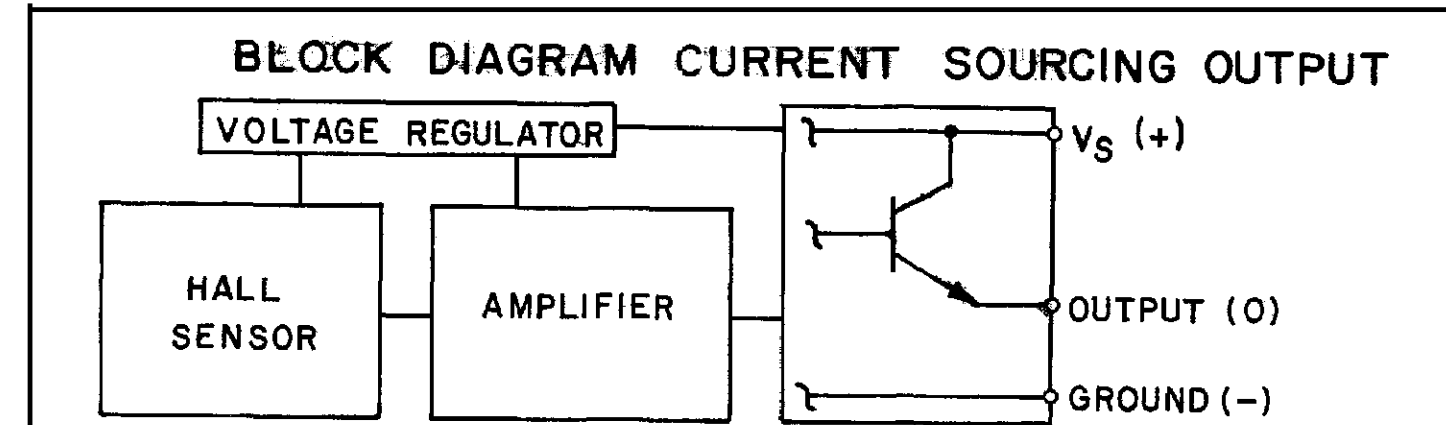 BLOCK DIAGRAM CURRENT SOURCING OUTPUT
VOLTAGE REGULATOR
VS (+)
HALL
SENSOR
AMPLIFIER
OUTPUT (O)
GROUND (-)